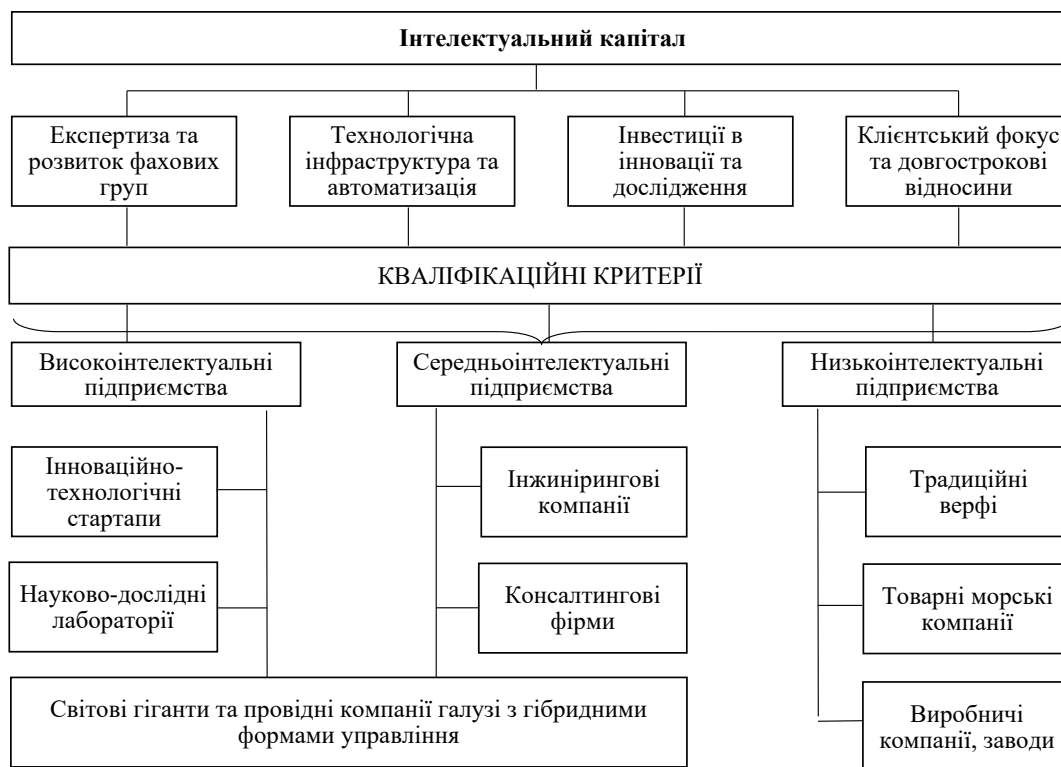 Інтелектуальний капітал
Експертиза та
розвиток фахових
груп
Технологічна
інфраструктура та
автоматизація
Інвестиції в
інновації та
дослідження
Клієнтський фокус
та довгострокові
відносини
КВАЛІФІКАЦІЙНІ КРИТЕРІЇ
Високоінтелектуальні
підприємства
Середньоінтелектуальні
підприємства
Низькоінтелектуальні
підприємства
Інноваційно-
технологічні
стартапи
Інжинірингові
компанії
Традиційні
верфі
Науково-дослідні
лабораторії
Консалтингові
фірми
Товарні морські
компанії
Світові гіганти та провідні компанії галузі з гібридними
формами управління
Виробничі
компанії, заводи